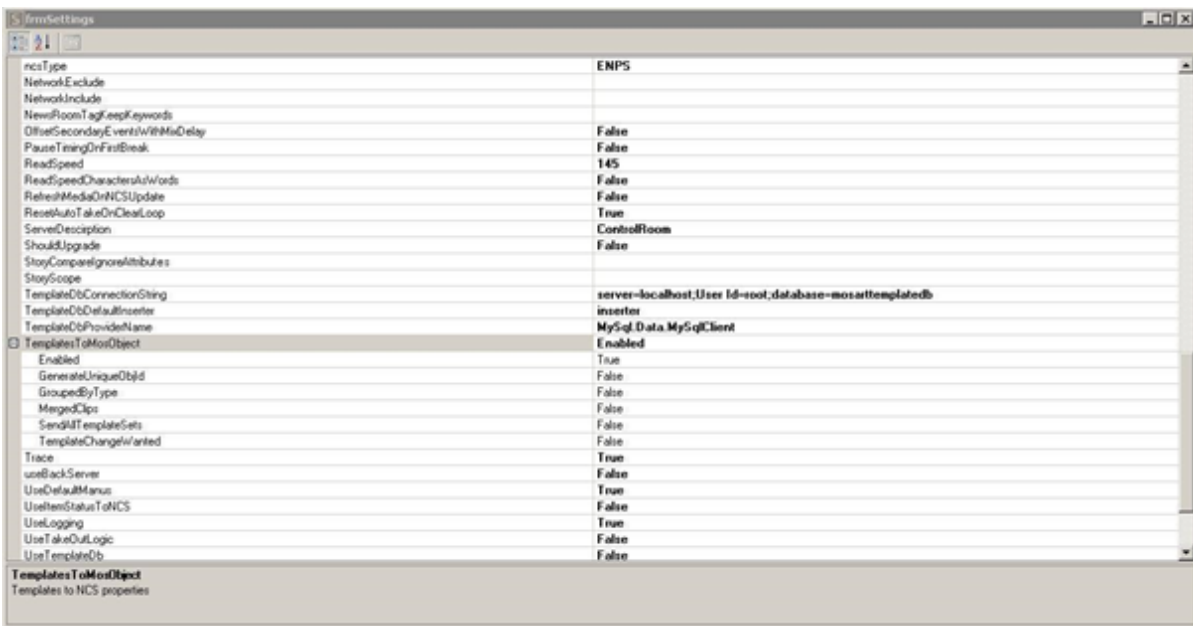 frmSettings
ncsType ENPS
NetworkExclude
NetworkInclude
NewsRoomTagKeepKeywords
OffsetSecondaryEventsWithMixDelay False
PauseTimingOnFirstBreak False
ReadSpeed 145
ReadSpeedCharactersAsWords False
RefreshMediaOnNCSUpdate False
ResetAutoTakeOnClearLoop True
ServerDescirption ControlRoom
ShouldUpgrade False
StoryCompareIgnoreAttributes
StoryScope
TemplateDbConnectionString server=localhost;User Id=root;database=mosarttemplatedb
TemplateDbDefaultInserter inserter
TemplateDbProviderName MySql.Data.MySqlClient
TemplatesToMosObject Enabled
Enabled True
GenerateUniqueObjId False
GroupedByType False
MergedClips False
SendAllTemplateSets False
TemplateChangeWanted False
Trace True
useBackServer False
UseDefaultManus True
UseItemStatusToNCS False
UseLogging True
UseTakeOutLogic False
UseTemplateDb False
TemplatesToMosObject
Templates to NCS properties